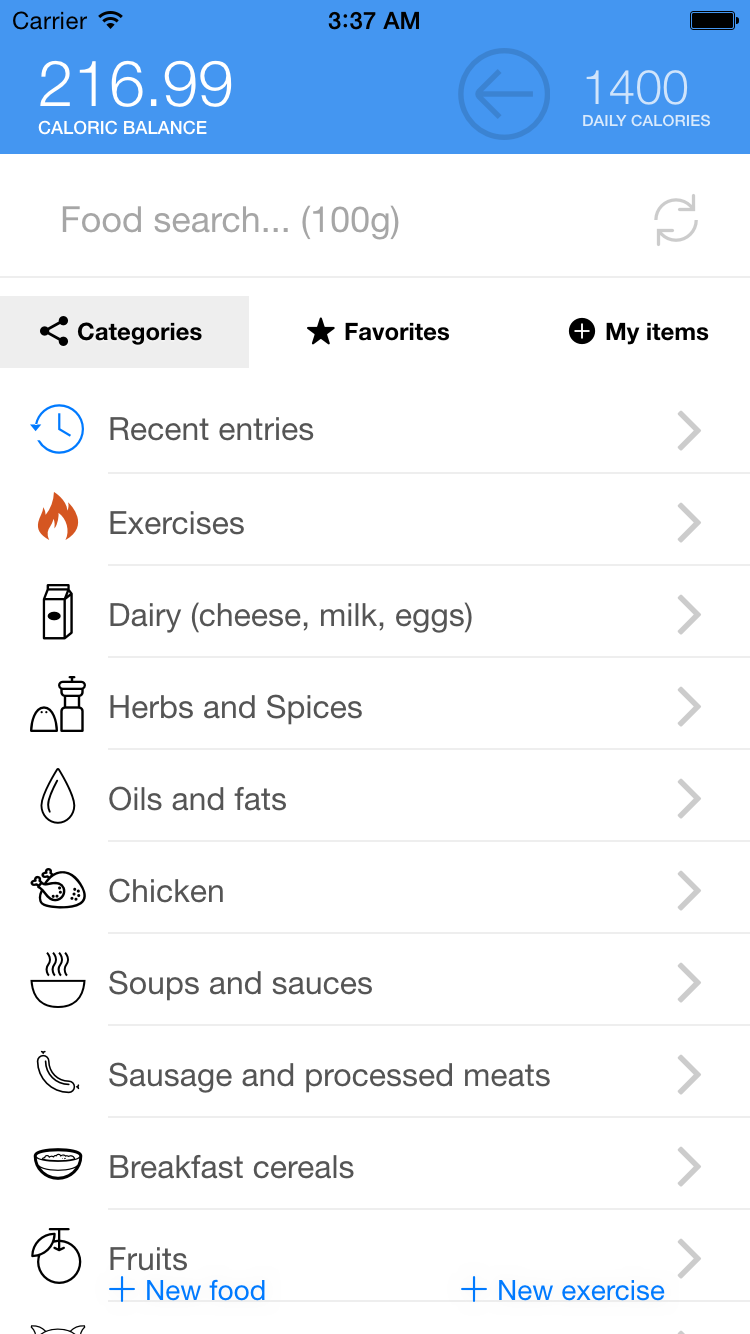 Carrier 3:37 AM
216.99 1400
CALORIC BALANCE DAILY CALORIES
Food search... (100g)
Categories Favorites My items
Recent entries
Exercises
Dairy (cheese, milk, eggs)
Herbs and Spices
Oils and fats
Chicken
Soups and sauces
Sausage and processed meats
Breakfast cereals
Fruits
New food New exercise